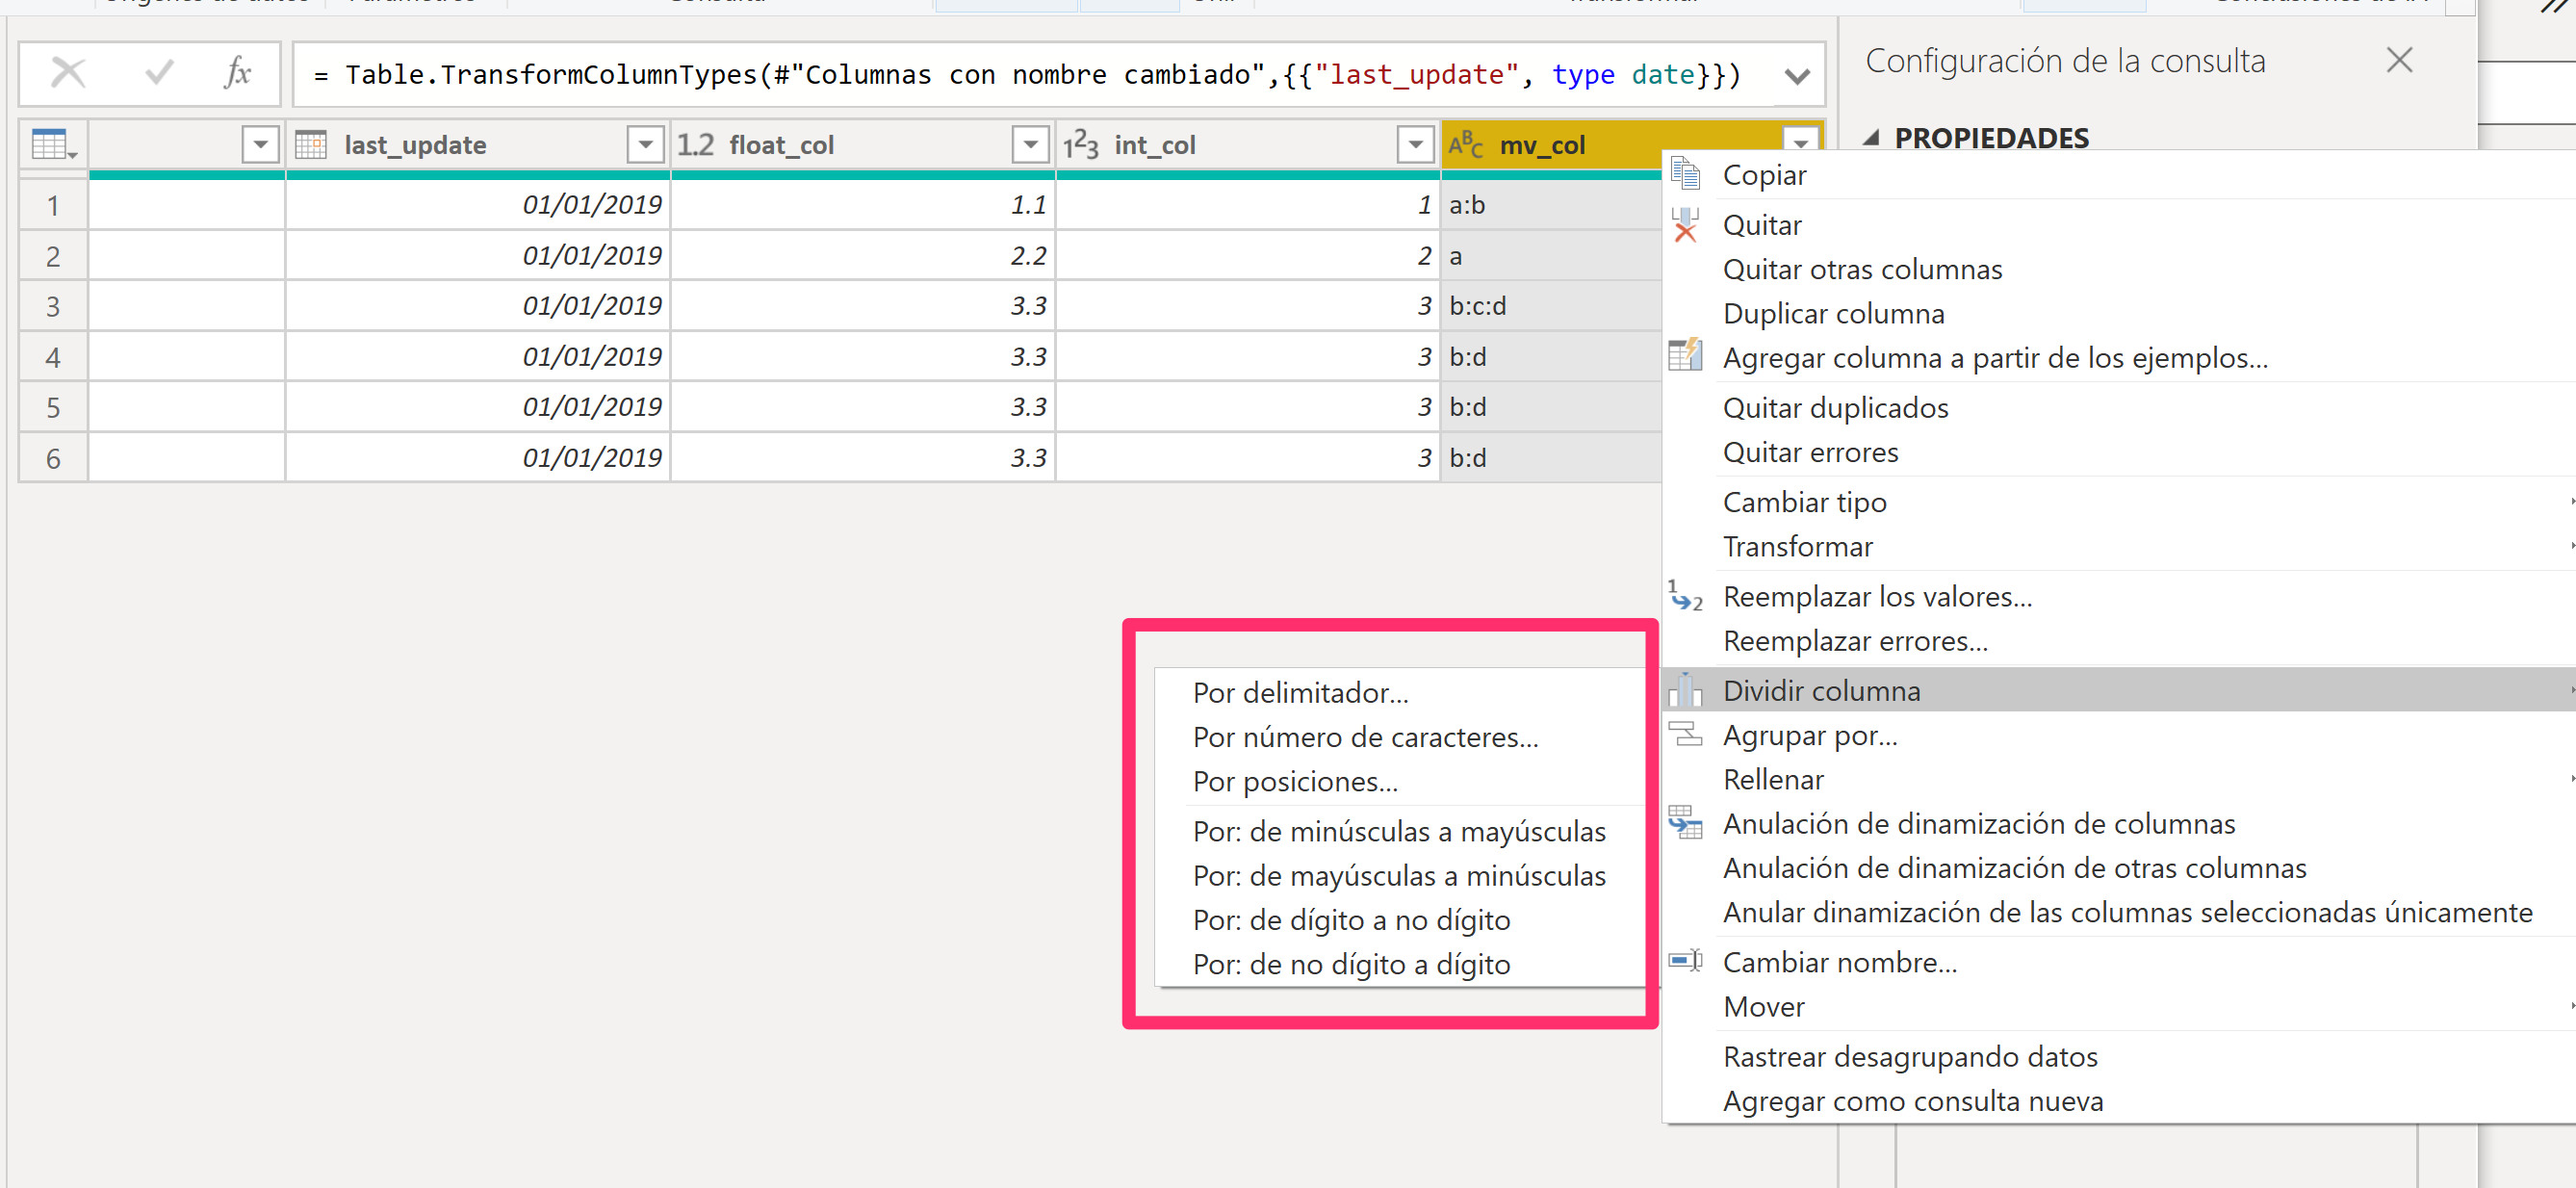 = Table.TransformColumnTypes(#"Columnas con nombre cambiado",{{"last_update", type date}})
Configuración de la consulta
PROPIEDADES
last_update 1.2 float_col 123 int_col ABC mv_col
1 01/01/2019 1.1 1 a:b
2 01/01/2019 2.2 2 a
3 01/01/2019 3.3 3 b:c:d
4 01/01/2019 3.3 3 b:d
5 01/01/2019 3.3 3 b:d
6 01/01/2019 3.3 3 b:d
Copiar
Quitar
Quitar otras columnas
Duplicar columna
Agregar columna a partir de los ejemplos...
Quitar duplicados
Quitar errores
Cambiar tipo
Transformar
Reemplazar los valores...
Reemplazar errores...
Dividir columna
Agrupar por...
Rellenar
Anulación de dinamización de columnas
Anulación de dinamización de otras columnas
Anular dinamización de las columnas seleccionadas únicamente
Cambiar nombre...
Mover
Rastrear desagrupando datos
Agregar como consulta nueva
Por delimitador...
Por número de caracteres...
Por posiciones...
Por: de minúsculas a mayúsculas
Por: de mayúsculas a minúsculas
Por: de dígito a no dígito
Por: de no dígito a dígito